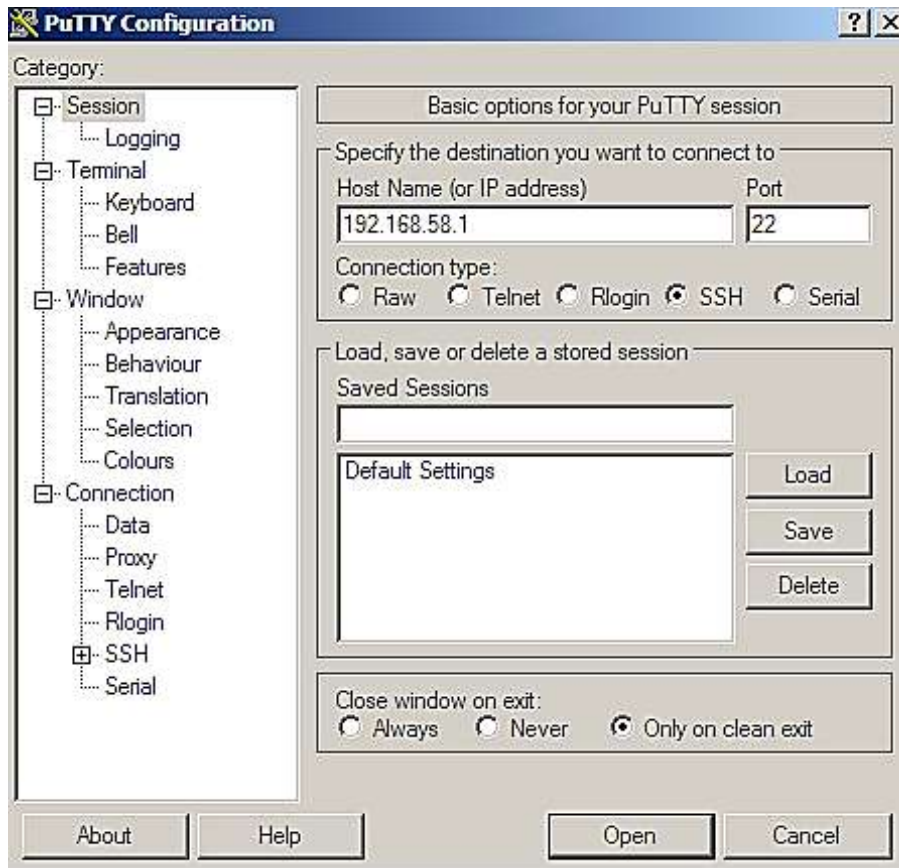 PuTTY Configuration
Category:
Session
Logging
Terminal
Keyboard
Bell
Features
Window
Appearance
Behaviour
Translation
Selection
Colours
Connection
Data
Proxy
Telnet
Rlogin
SSH
Serial
Basic options for your PuTTY session
Specify the destination you want to connect to
Host Name (or IP address) Port
192.168.58.1 22
Connection type:
Raw Telnet Rlogin SSH Serial
Load, save or delete a stored session
Saved Sessions
Default Settings
Load
Save
Delete
Close window on exit:
Always Never Only on clean exit
About Help Open Cancel